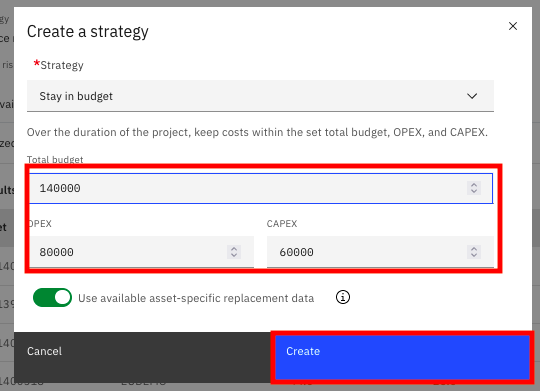 Create a strategy
*Strategy
Stay in budget
Over the duration of the project, keep costs within the set total budget, OPEX, and CAPEX.
Total budget
140000
OPEX CAPEX
80000 60000
Use available asset-specific replacement data
Cancel Create